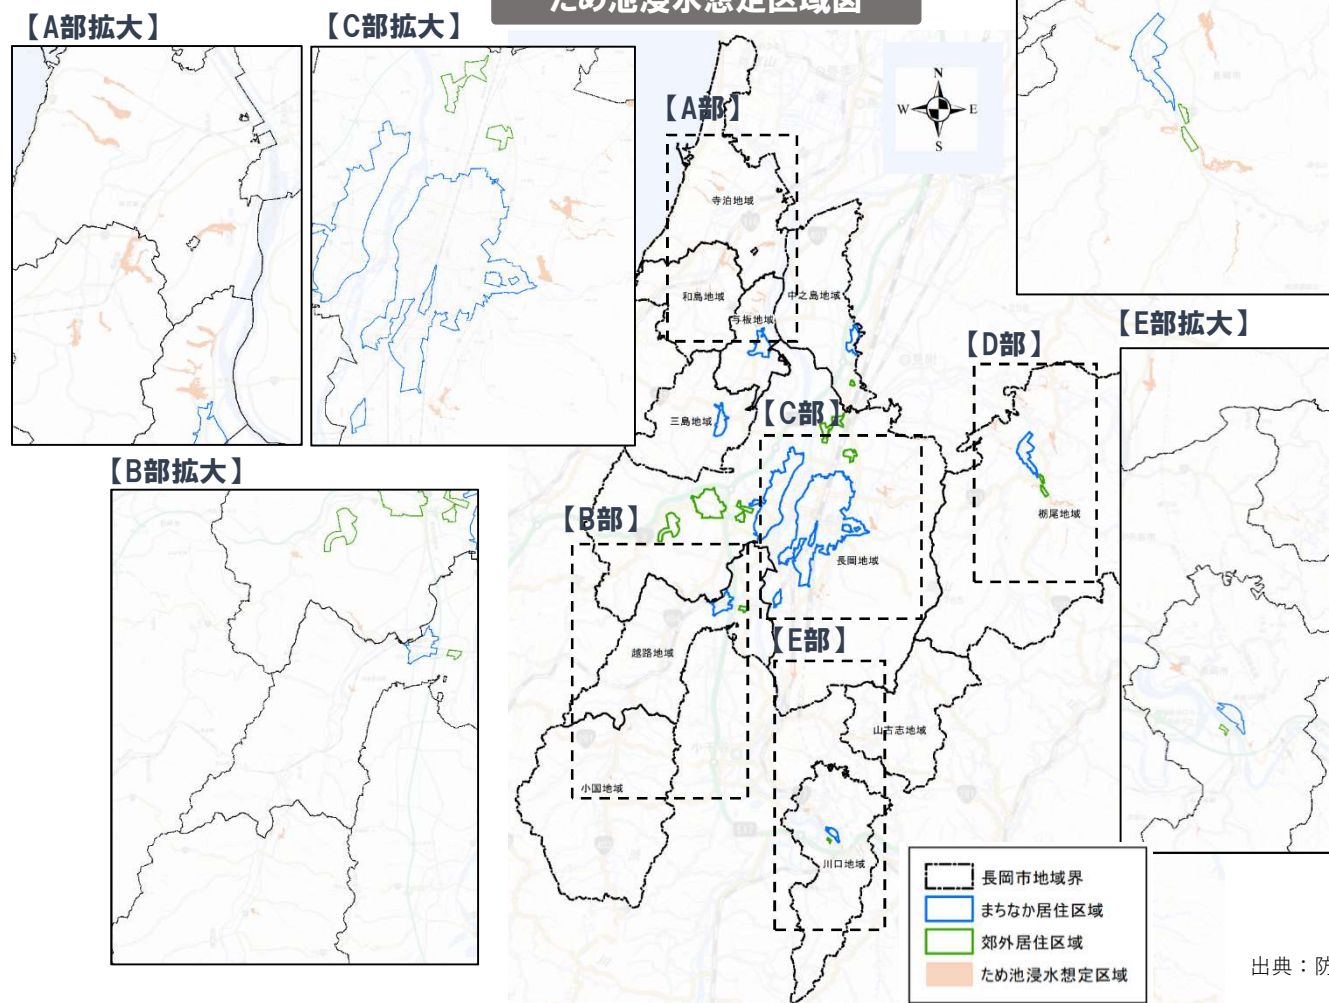 ため池浸水想定区域図
【A部拡大】
【C部拡大】
【A部】
N
W
E
S
寺泊地域
和島地域
中之島地域
与板地域
【E部拡大】
【D部】
三島地域
【C部】
【B部拡大】
栃尾地域
【B部】
長岡地域
【E部】
越路地域
山古志地域
小国地域
川口地域
長岡市地域界
まちなか居住区域
郊外居住区域
ため池浸水想定区域
出典：防